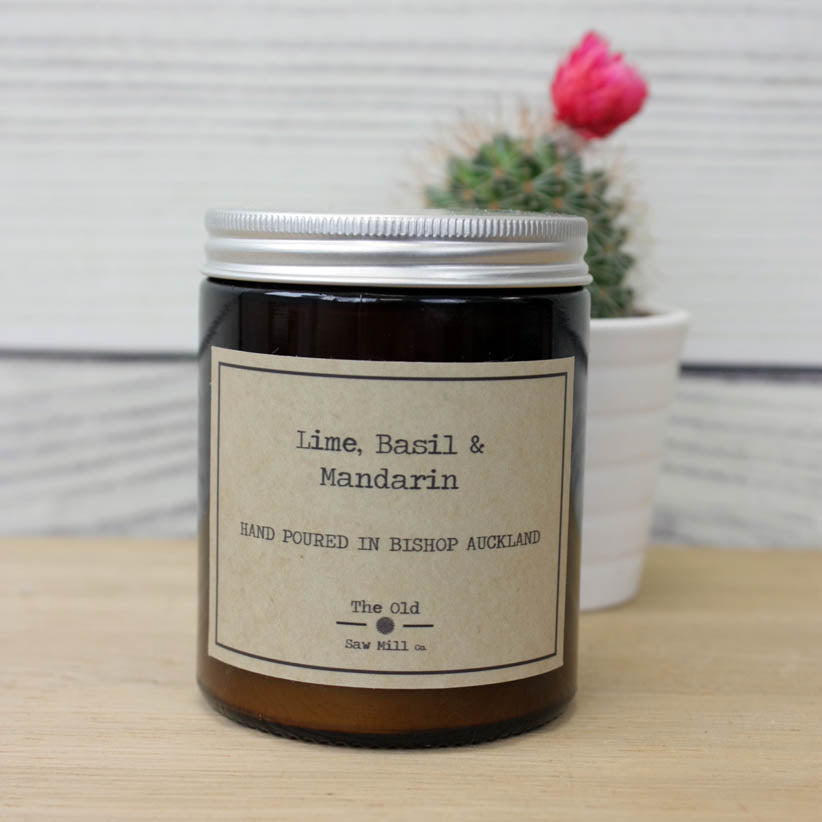 Lime, Basil &
Mandarin
HAND POURED IN BISHOP AUCKLAND
The Old
Saw Mill Co.